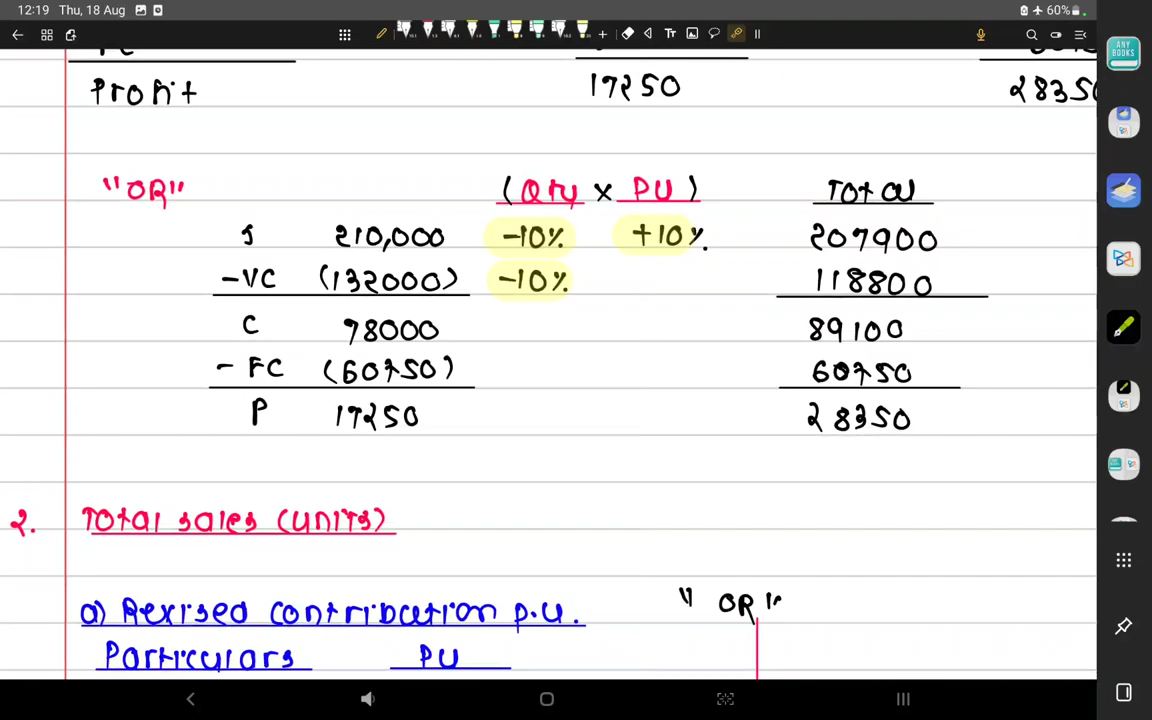 12:19 Thu, 18 Aug 60%
Profit 17250 2835
"OR" (Qty × PU) Total
S 210,000 -10% +10% 207900
-VC (132000) -10% 118800
C 78000 89100
- FC (60750) 60750
P 17250 28350
2. Total sales (units)
a) Revised contribution p.u. "OR"
Particulars PU
ANY BOOKS